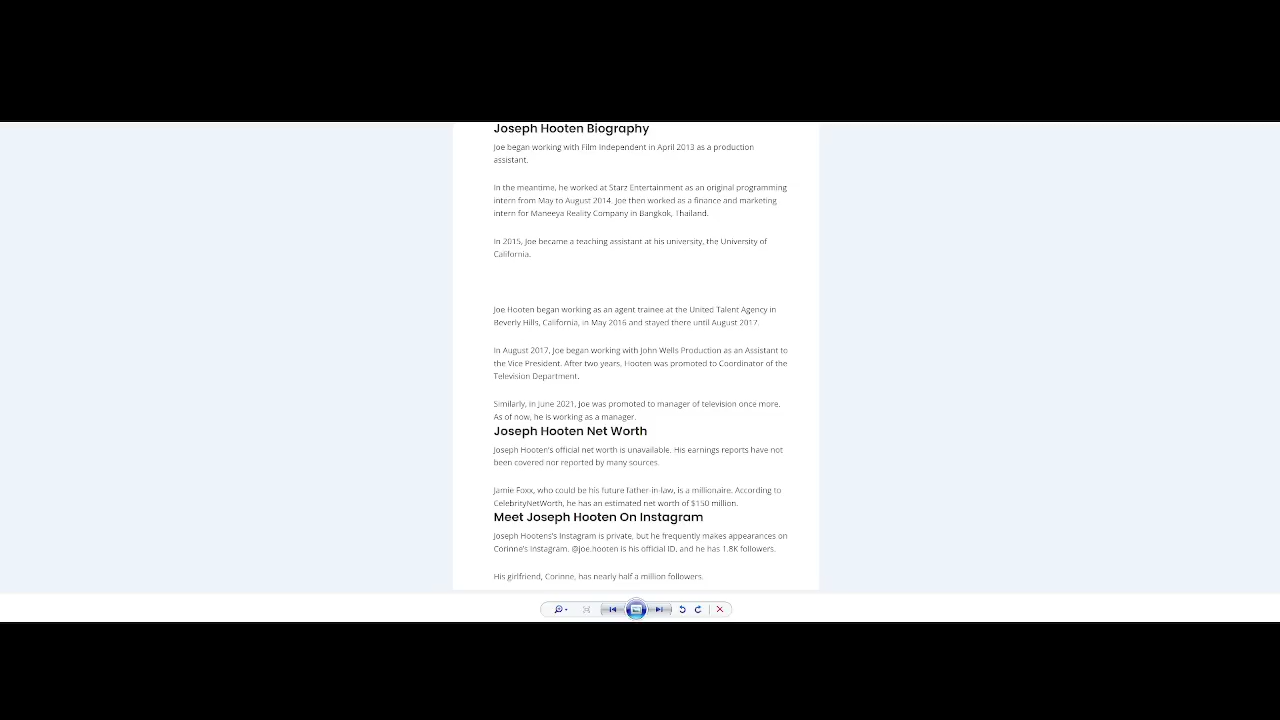 Joseph Hooten Biography
Joe began working with Film Independent in April 2013 as a production
assistant.
In the meantime, he worked at Starz Entertainment as an original programming
intern from May to August 2014. Joe then worked as a finance and marketing
intern for Maneeya Reality Company in Bangkok, Thailand.
In 2015, Joe became a teaching assistant at his university, the University of
California.
Joe Hooten began working as an agent trainee at the United Talent Agency in
Beverly Hills, California, in May 2016 and stayed there until August 2017.
In August 2017, Joe began working with John Wells Production as an Assistant to
the Vice President. After two years, Hooten was promoted to Coordinator of the
Television Department.
Similarly, in June 2021, Joe was promoted to manager of television once more.
As of now, he is working as a manager.
Joseph Hooten Net Worth
Joseph Hooten's official net worth is unavailable. His earnings reports have not
been covered nor reported by many sources.
Jamie Foxx, who could be his future father-in-law, is a millionaire. According to
CelebrityNetWorth, he has an estimated net worth of $150 million.
Meet Joseph Hooten On Instagram
Joseph Hootens's Instagram is private, but he frequently makes appearances on
Corinne's Instagram. @joe.hooten is his official ID, and he has 1.8K followers.
His girlfriend, Corinne, has nearly half a million followers.